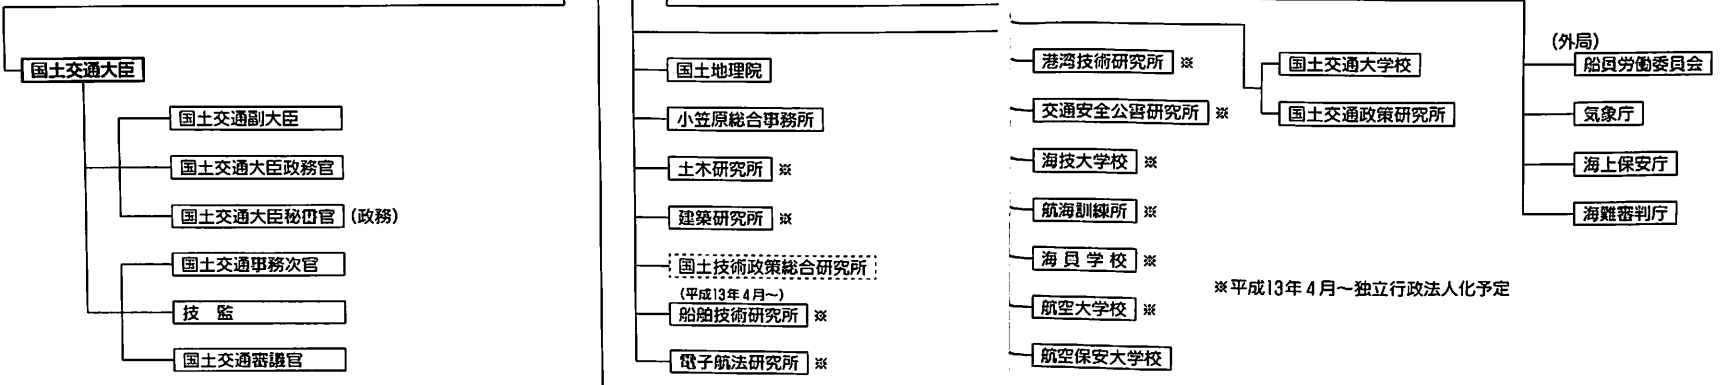 国土交通大臣
国土交通副大臣
国土交通大臣政務官
国土交通大臣秘書官(政務)
国土交通事務次官
技 監
国土交通審議官
国土地理院
小笠原総合事務所
土木研究所 ※
建築研究所 ※
国土技術政策総合研究所
(平成13年4月~)
船舶技術研究所 ※
電子航法研究所 ※
港湾技術研究所 ※
交通安全公害研究所 ※
海技大学校 ※
航海訓練所 ※
海 員 学 校 ※
航空大学校 ※
航空保安大学校
国土交通大学校
国土交通政策研究所
(外局)
船員労働委員会
気象庁
海上保安庁
海難審判庁
※平成13年4月~独立行政法人化予定